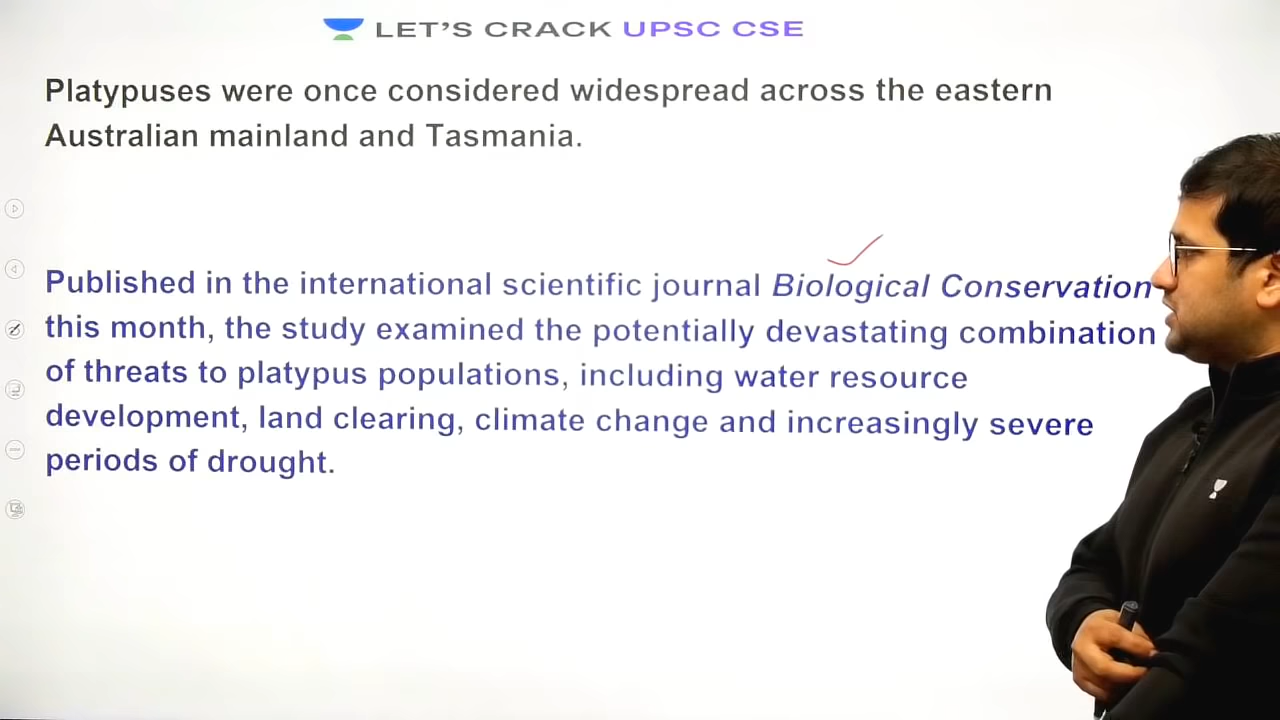 LET'S CRACK UPSC CSE
Platypuses were once considered widespread across the eastern
Australian mainland and Tasmania.
Published in the international scientific journal Biological Conservation
this month, the study examined the potentially devastating combination
of threats to platypus populations, including water resource
development, land clearing, climate change and increasingly severe
periods of drought.